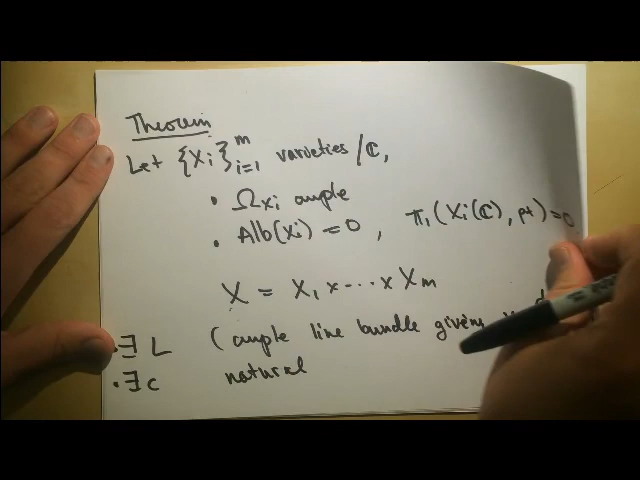 Theorem
Let {Xi}ᵐᵢ₌₁ varieties /ℂ,
• Ω_Xi ample
• Alb(Xi) = 0 , π₁(Xi(ℂ), pt) = 0
X = X₁ × ··· × Xm
• ∃ L (ample line bundle giving
• ∃ c natural